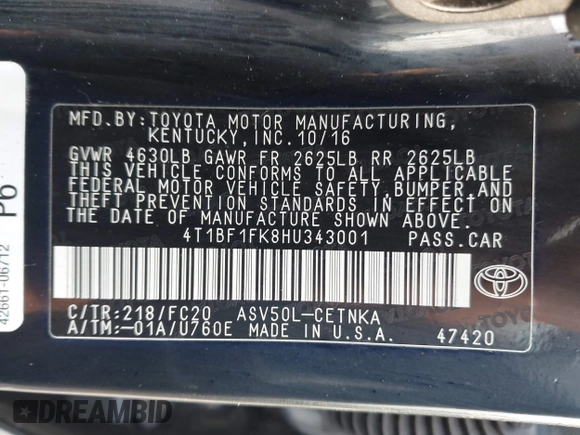 MFD.BY:TOYOTA MOTOR MANUFACTURING,
KENTUCKY,INC.10/16
GVWR 4630LB GAWR FR 2625LB RR 2625LB
THIS VEHICLE CONFORMS TO ALL APPLICABLE
FEDERAL MOTOR VEHICLE SAFETY,BUMPER,AND
THEFT PREVENTION STANDARDS IN EFFECT ON
THE DATE OF MANUFACTURE SHOWN ABOVE.
4T1BF1FK8HU343001 PASS.CAR
C/TR:218/FC20 ASV50L-CETNKA
A/TM:-01A/U760E MADE IN U.S.A. 47420
TOYOTA
P6
42661-06712
DREAMBID